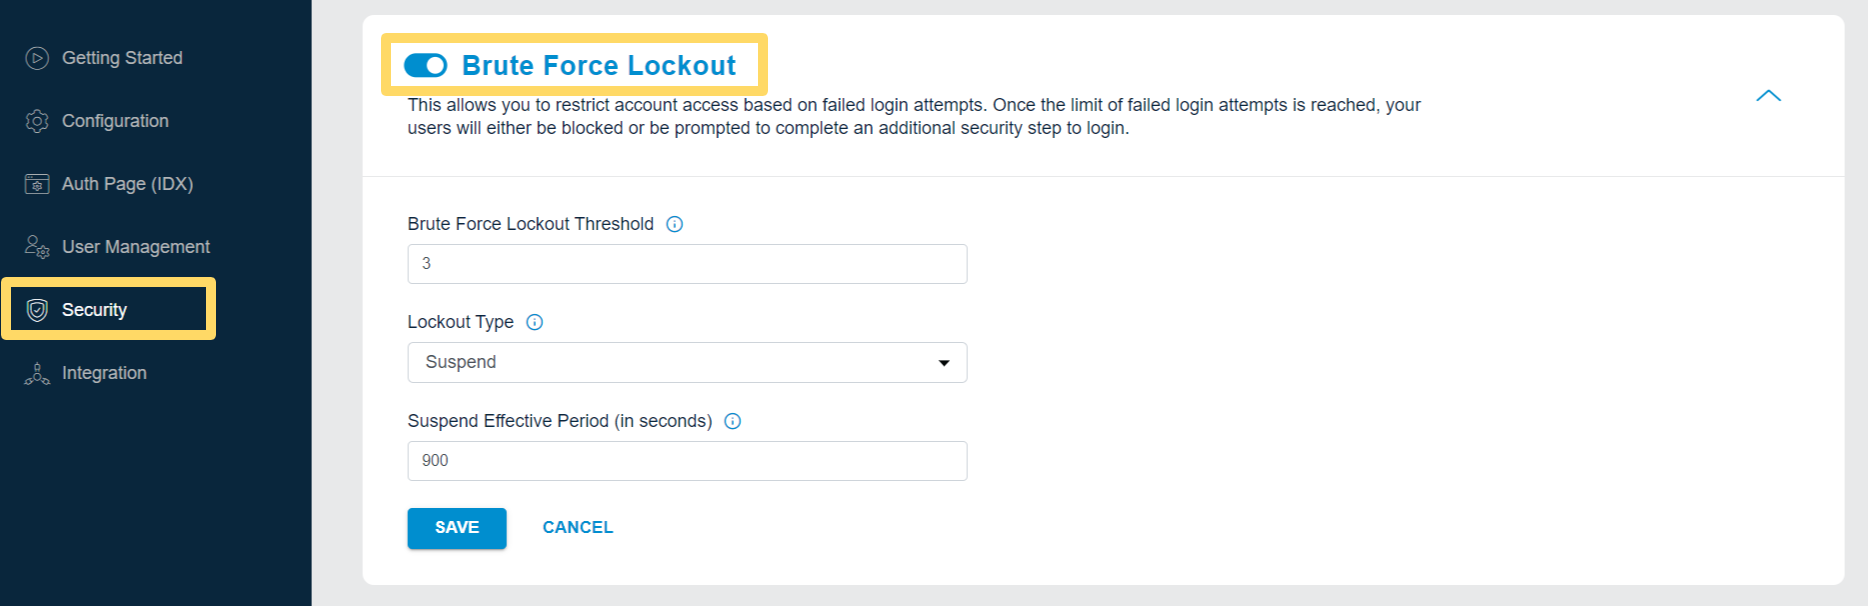 Getting Started
Configuration
Auth Page (IDX)
User Management
Security
Integration
Brute Force Lockout
This allows you to restrict account access based on failed login attempts. Once the limit of failed login attempts is reached, your
users will either be blocked or be prompted to complete an additional security step to login.
Brute Force Lockout Threshold
3
Lockout Type
Suspend
Suspend Effective Period (in seconds)
900
SAVE CANCEL